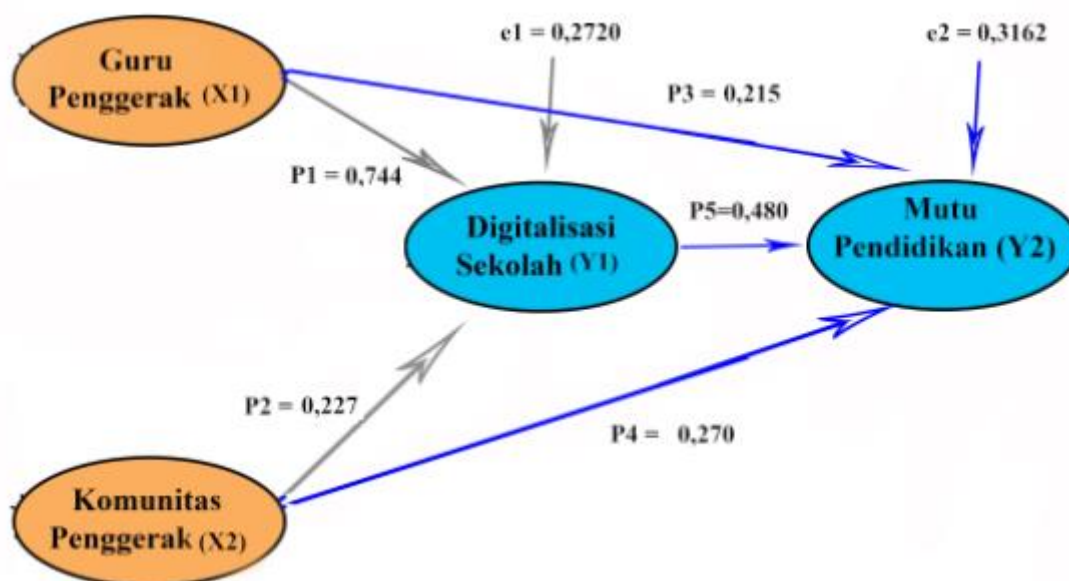 Guru
Penggerak (X1)
e1 = 0,2720
e2 = 0,3162
P3 = 0,215
P1 = 0,744
Digitalisasi
Sekolah (Y1)
P5=0,480
Mutu
Pendidikan (Y2)
P2 = 0,227
P4 = 0,270
Komunitas
Penggerak (X2)